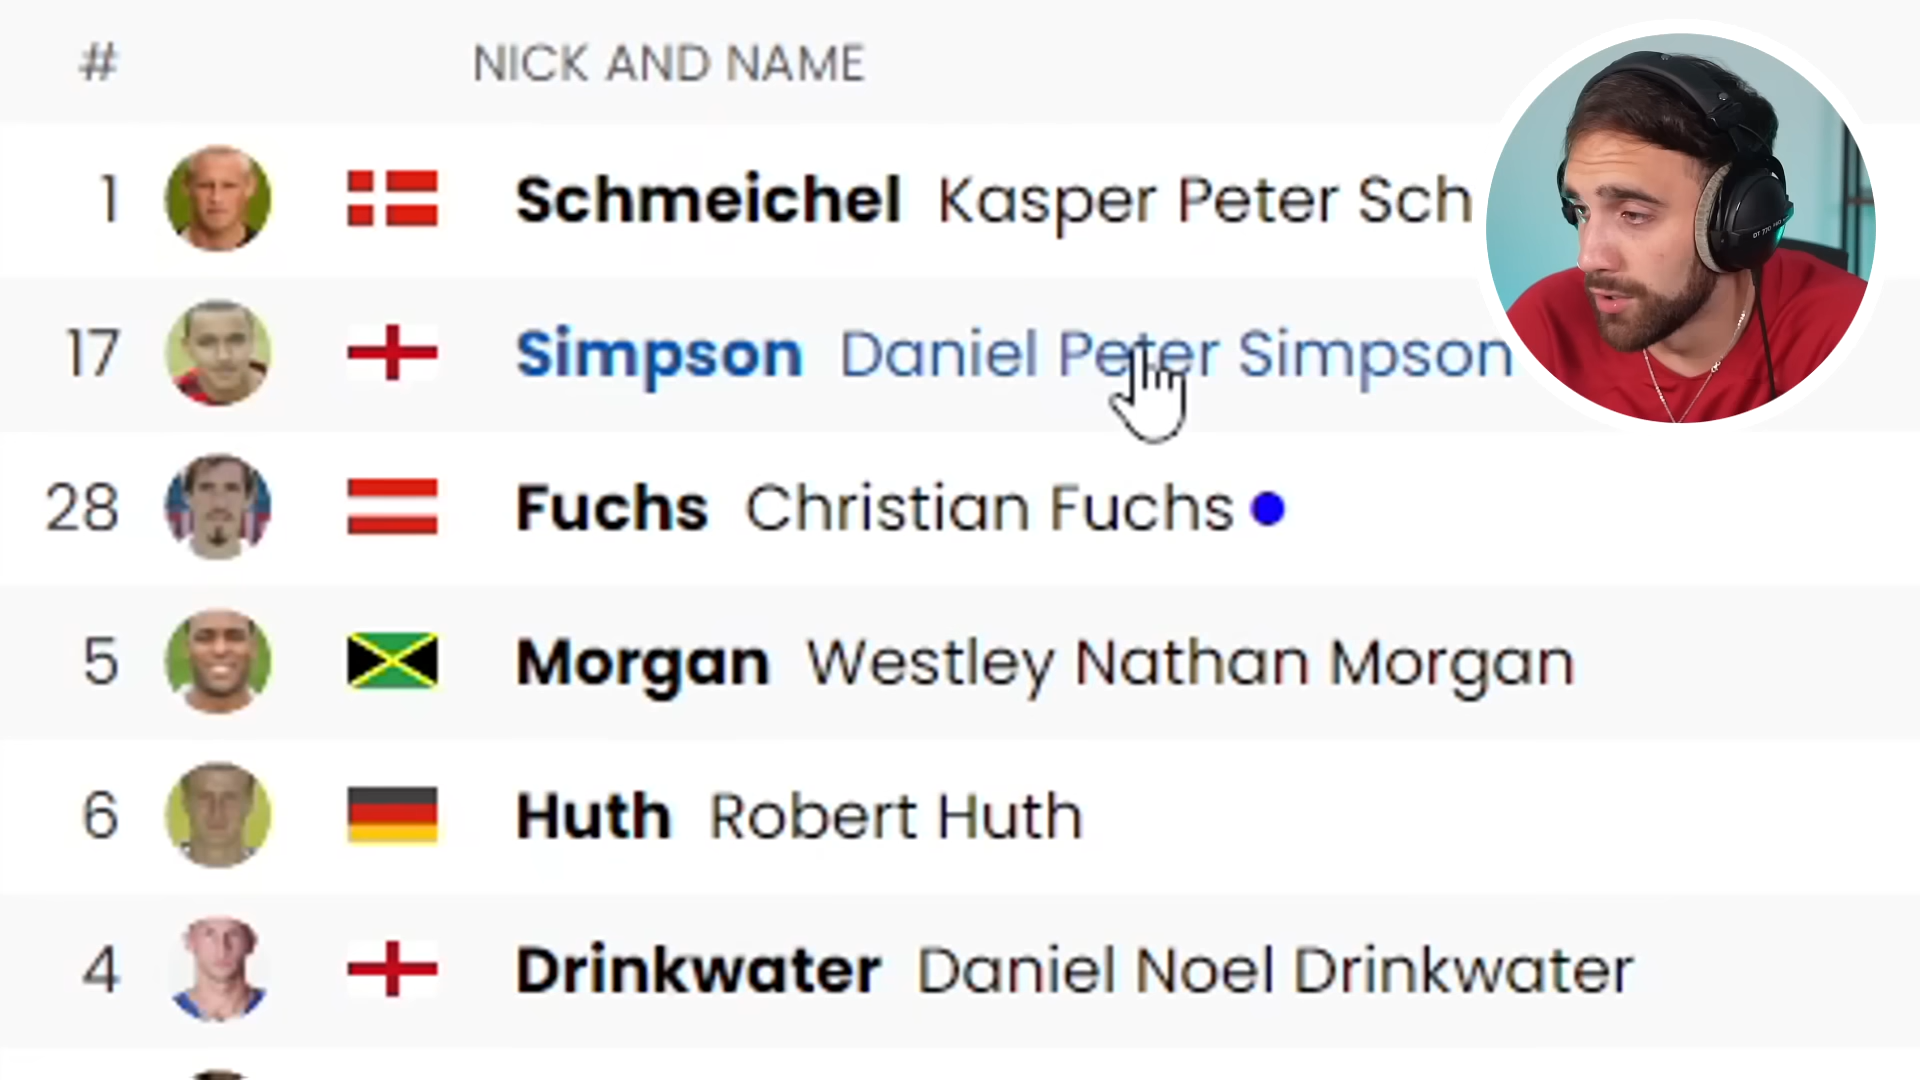 # NICK AND NAME
1 Schmeichel Kasper Peter Sch
17 Simpson Daniel Peter Simpson
28 Fuchs Christian Fuchs
5 Morgan Westley Nathan Morgan
6 Huth Robert Huth
4 Drinkwater Daniel Noel Drinkwater